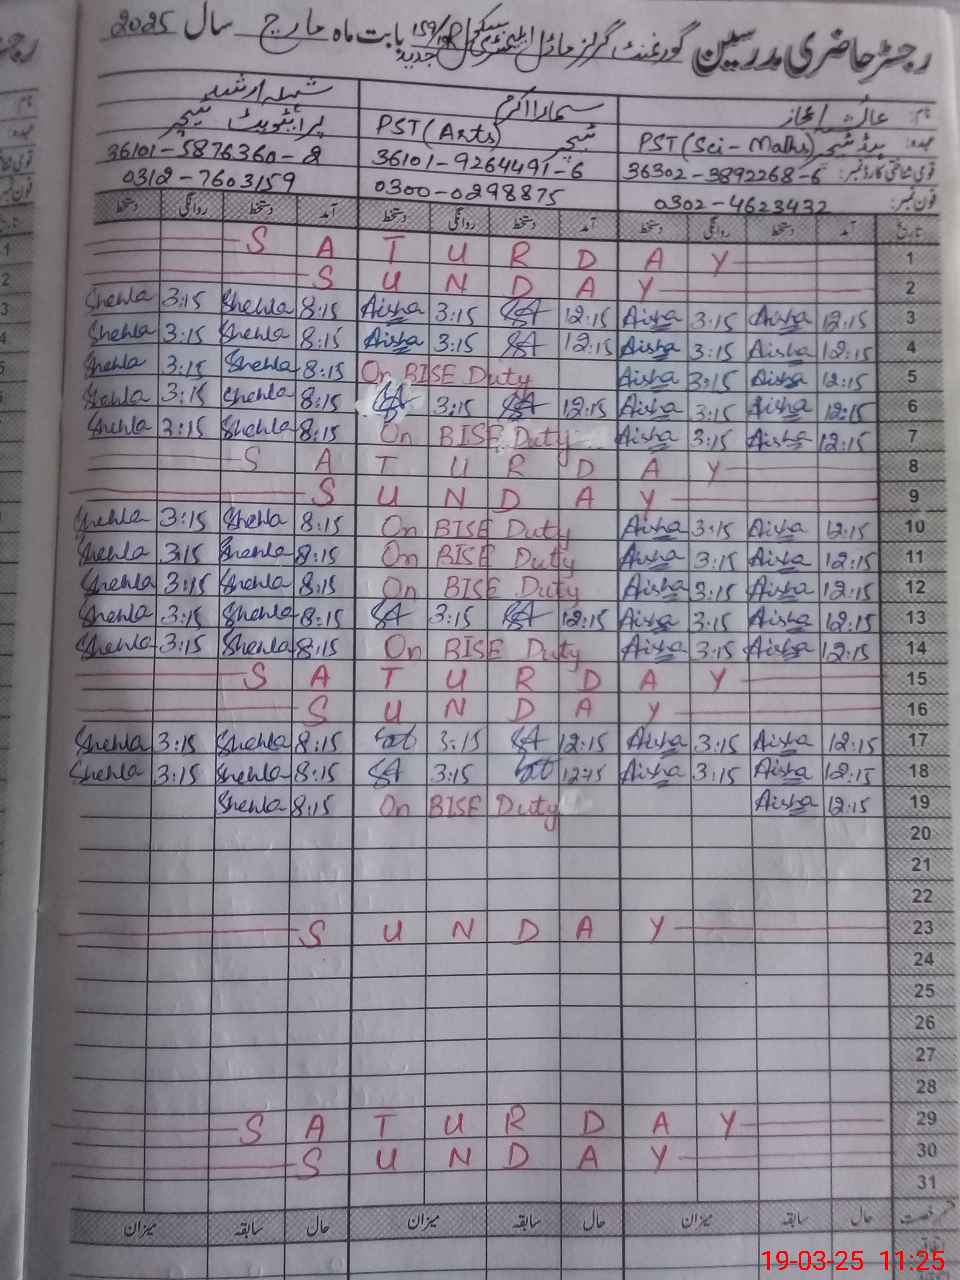 رجسٹر حاضری مدرسین گورنمنٹ گرلز ماڈل ایلیمنٹری سکول 159/ جدید بابت ماہ مارچ سال 2025
نام: عائشہ اعجاز سمارا اکرم شہلہ ارشد
عہدہ: ٹیچر PST (Sci-Maths) ٹیچر PST (Arts) پرائیویٹ ٹیچر
قومی شناختی کارڈ نمبر: 36302-3892268-6 36101-9264491-6 36101-5876360-2
فون نمبر: 0302-4623432 0300-0298875 0312-7603159
تاریخ آمد دستخط روانگی دستخط آمد دستخط روانگی دستخط آمد دستخط روانگی دستخط
S A T U R D A Y 1
S U N D A Y 2
Shehla 3:15 Shehla 8:15 Aisha 3:15 SA 12:15 Aisha 3:15 Aisha 12:15 3
Shehla 3:15 Shehla 8:15 Aisha 3:15 SA 12:15 Aisha 3:15 Aisha 12:15 4
Shehla 3:15 Shehla 8:15 On BISE Duty Aisha 3:15 Aisha 12:15 5
Shehla 3:15 Shehla 8:15 SA 3:15 SA 12:15 Aisha 3:15 Aisha 12:15 6
Shehla 3:15 Shehla 8:15 On BISE Duty Aisha 3:15 Aisha 12:15 7
S A T U R D A Y 8
S U N D A Y 9
Shehla 3:15 Shehla 8:15 On BISE Duty Aisha 3:15 Aisha 12:15 10
Shehla 3:15 Shehla 8:15 On BISE Duty Aisha 3:15 Aisha 12:15 11
Shehla 3:15 Shehla 8:15 On BISE Duty Aisha 3:15 Aisha 12:15 12
Shehla 3:15 Shehla 8:15 SA 3:15 SA 12:15 Aisha 3:15 Aisha 12:15 13
Shehla 3:15 Shehla 8:15 On BISE Duty Aisha 3:15 Aisha 12:15 14
S A T U R D A Y 15
S U N D A Y 16
Shehla 3:15 Shehla 8:15 3:15 SA 12:15 Aisha 3:15 Aisha 12:15 17
Shehla 3:15 Shehla 8:15 SA 3:15 12:15 Aisha 3:15 Aisha 12:15 18
Shehla 8:15 On BISE Duty Aisha 12:15 19
20
21
22
S U N D A Y 23
24
25
26
27
28
S A T U R D A Y 29
S U N D A Y 30
31
رخصت حال سابقہ میزان حال سابقہ میزان حال سابقہ میزان
19-03-25 11:25